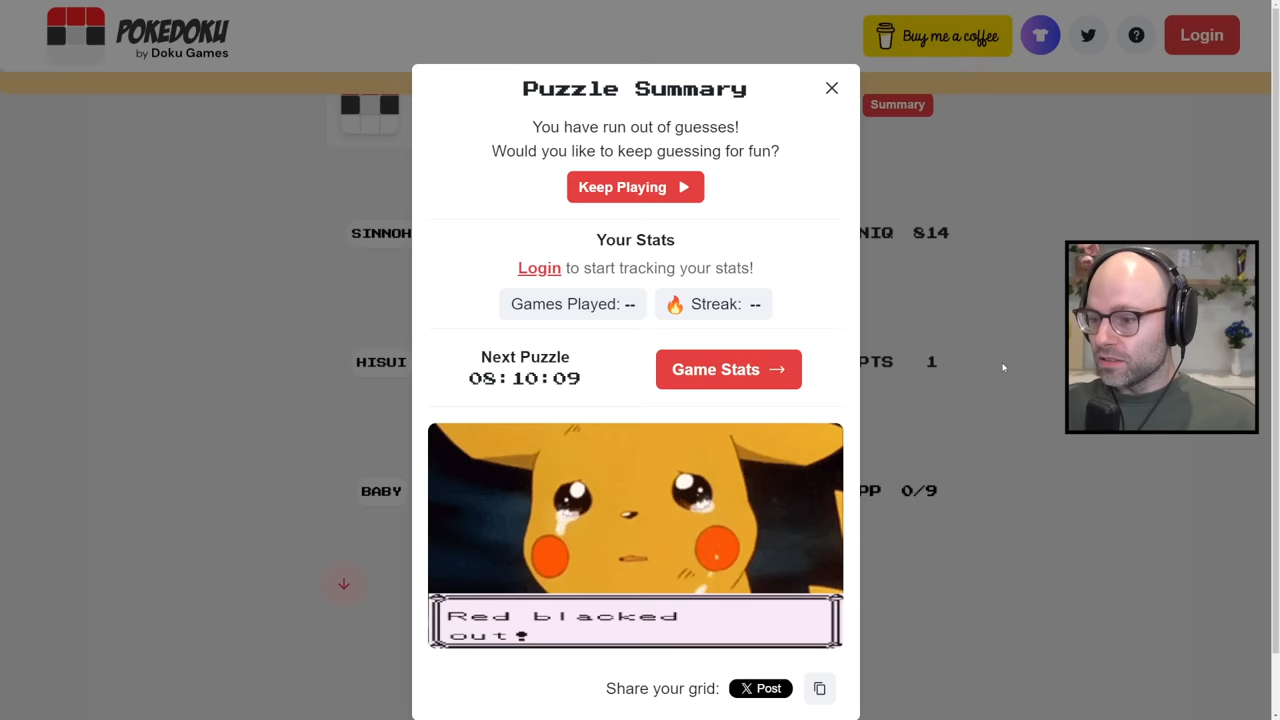 POKEDOKU
by Doku Games
Buy me a coffee
?
Login
Puzzle Summary
Summary
You have run out of guesses!
Would you like to keep guessing for fun?
Keep Playing
SINNOH
NIQ 814
Your Stats
Login to start tracking your stats!
Games Played: --
Streak: --
HISUI
PTS 1
Next Puzzle
08:10:09
Game Stats →
BABY
PP 0/9
Red blacked
out!
Share your grid:
X Post